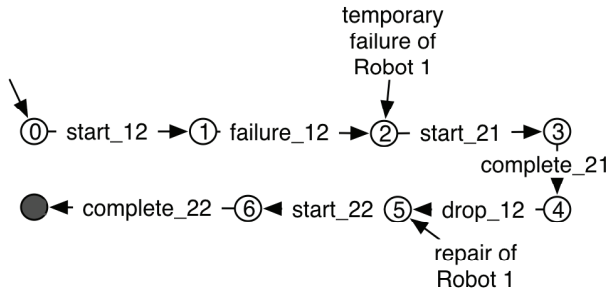 temporary
failure of
Robot 1
0 start_12 1 failure_12 2 start_21 3
complete_21
complete_22 6 start_22 5 drop_12 4
repair of
Robot 1